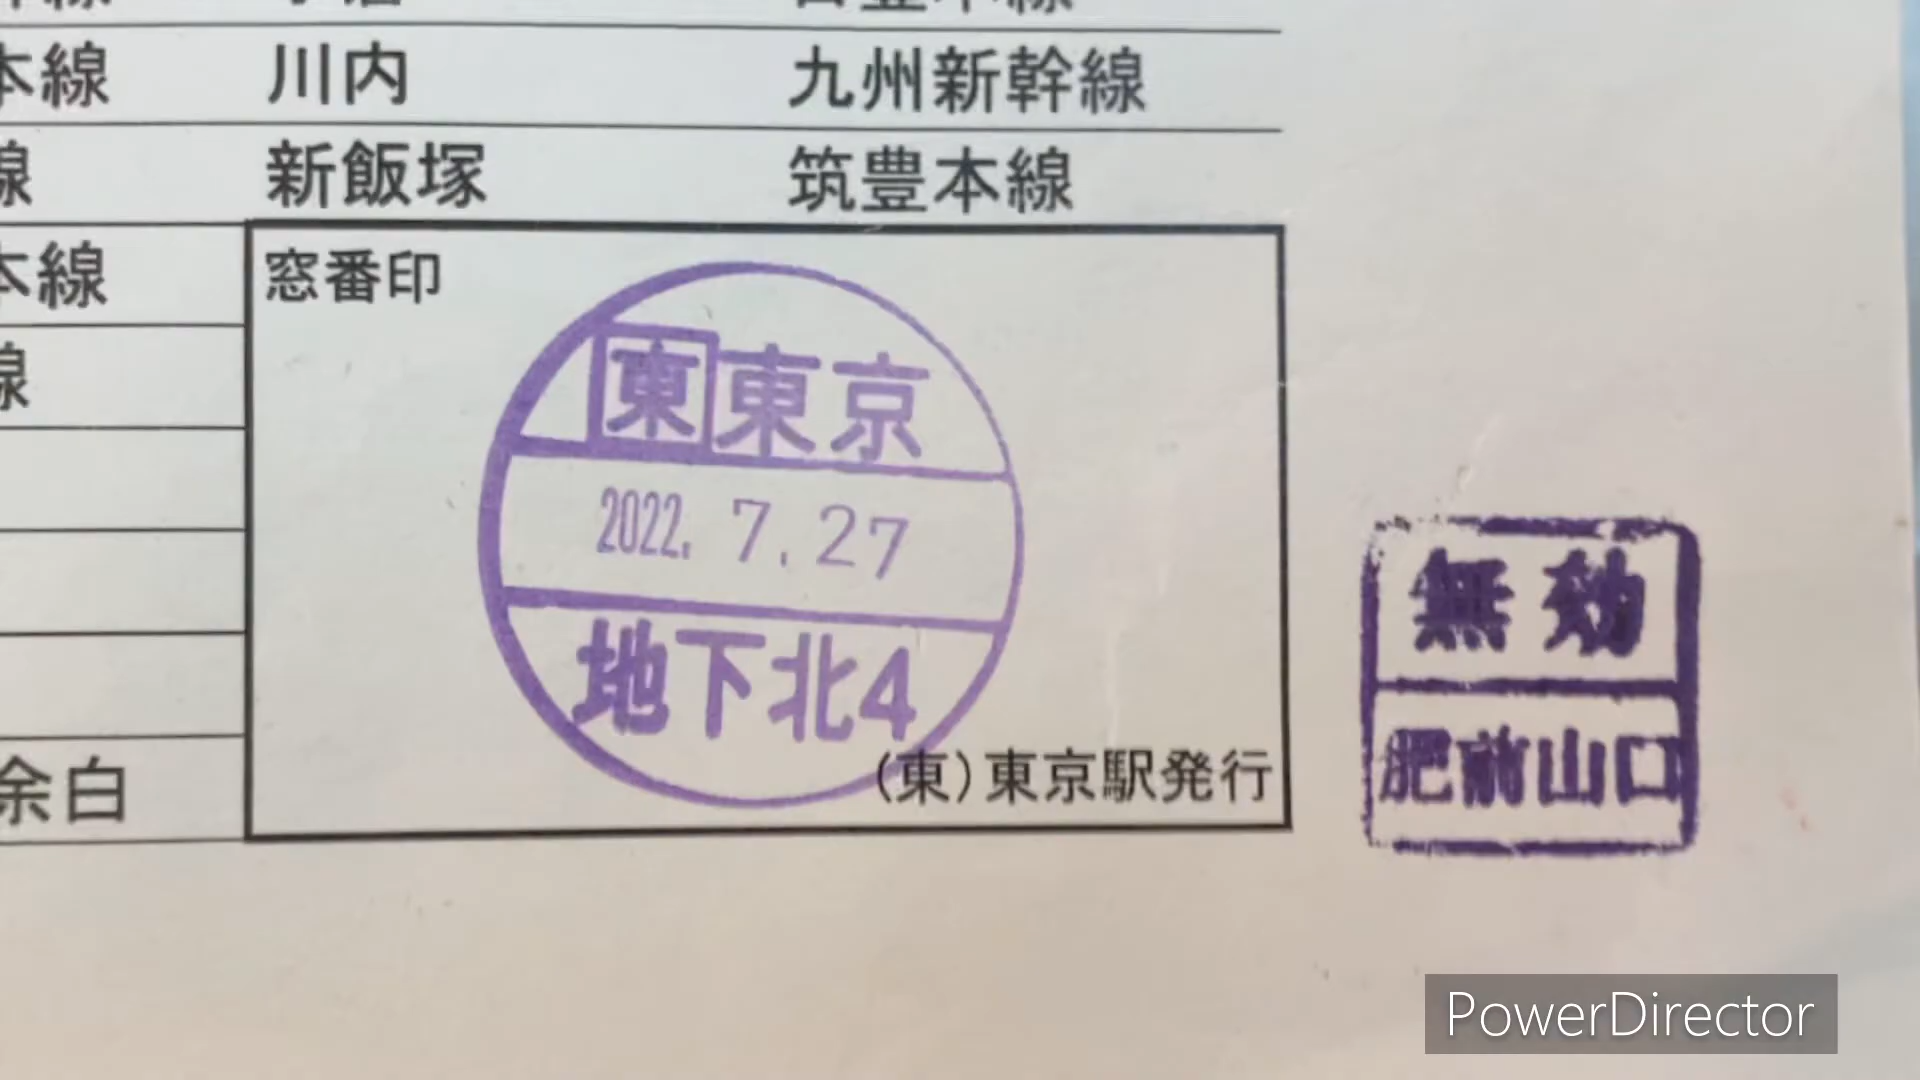 本線 川内 九州新幹線
線 新飯塚 筑豊本線
本線
窓番印
線
東 東京
2022. 7. 27
地下北4
(東)東京駅発行
余白
無効
肥前山口
PowerDirector